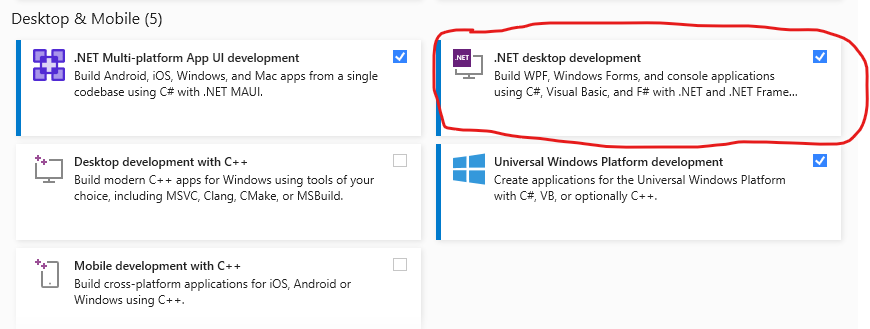 Desktop & Mobile (5)
.NET Multi-platform App UI development
Build Android, iOS, Windows, and Mac apps from a single
codebase using C# with .NET MAUI.
.NET
.NET desktop development
Build WPF, Windows Forms, and console applications
using C#, Visual Basic, and F# with .NET and .NET Frame...
Desktop development with C++
Build modern C++ apps for Windows using tools of your
choice, including MSVC, Clang, CMake, or MSBuild.
Universal Windows Platform development
Create applications for the Universal Windows Platform
with C#, VB, or optionally C++.
Mobile development with C++
Build cross-platform applications for iOS, Android or
Windows using C++.